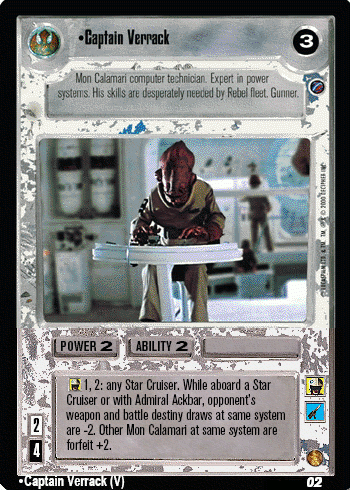 •Captain Verrack
3
Mon Calamari computer technician. Expert in power
systems. His skills are desperately needed by Rebel fleet. Gunner.
POWER 2
ABILITY 2
1, 2: any Star Cruiser. While aboard a Star
Cruiser or with Admiral Ackbar, opponent's
weapon and battle destiny draws at same system
are -2. Other Mon Calamari at same system are
forfeit +2.
2
4
•Captain Verrack (V)
02